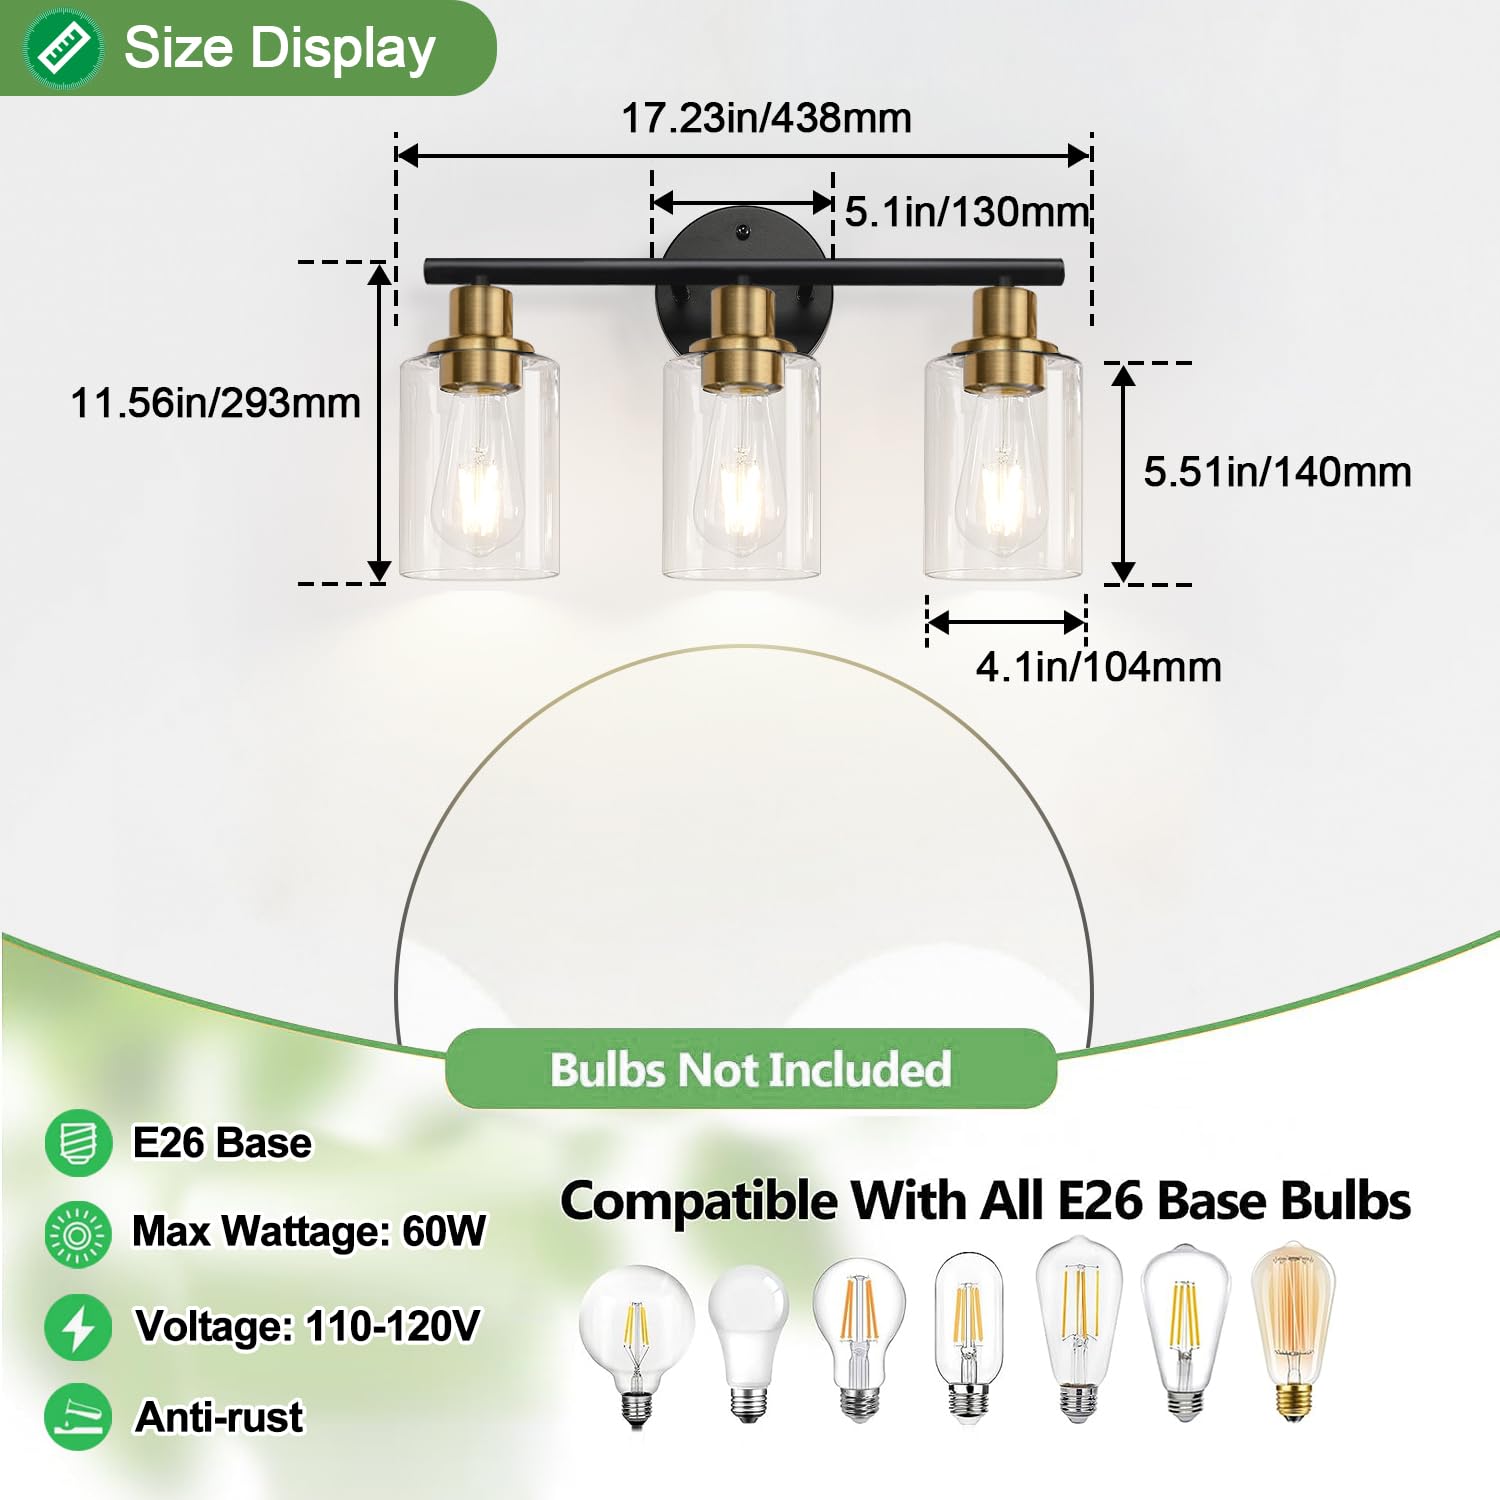 Size Display
17.23in/438mm
5.1in/130mm
11.56in/293mm
5.51in/140mm
4.1in/104mm
Bulbs Not Included
E26 Base
Max Wattage: 60W
Voltage: 110-120V
Anti-rust
Compatible With All E26 Base Bulbs